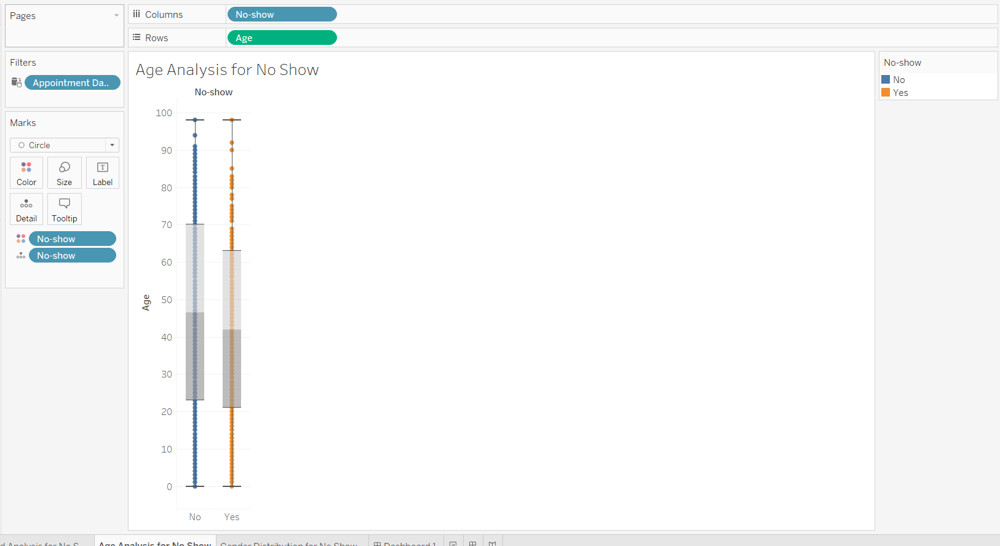 Pages
Columns
No-show
Rows
Age
Filters
Appointment Da..
Marks
Circle
Color
Size
T
Label
Detail
Tooltip
No-show
No-show
Age Analysis for No Show
No-show
100
90
80
70
60
50
40
30
20
10
0
Age
No
Yes
No-show
No
Yes
d Analysis for No S
Age Analysis for No Show
Gender Distribution for No Show
Dashboard 1